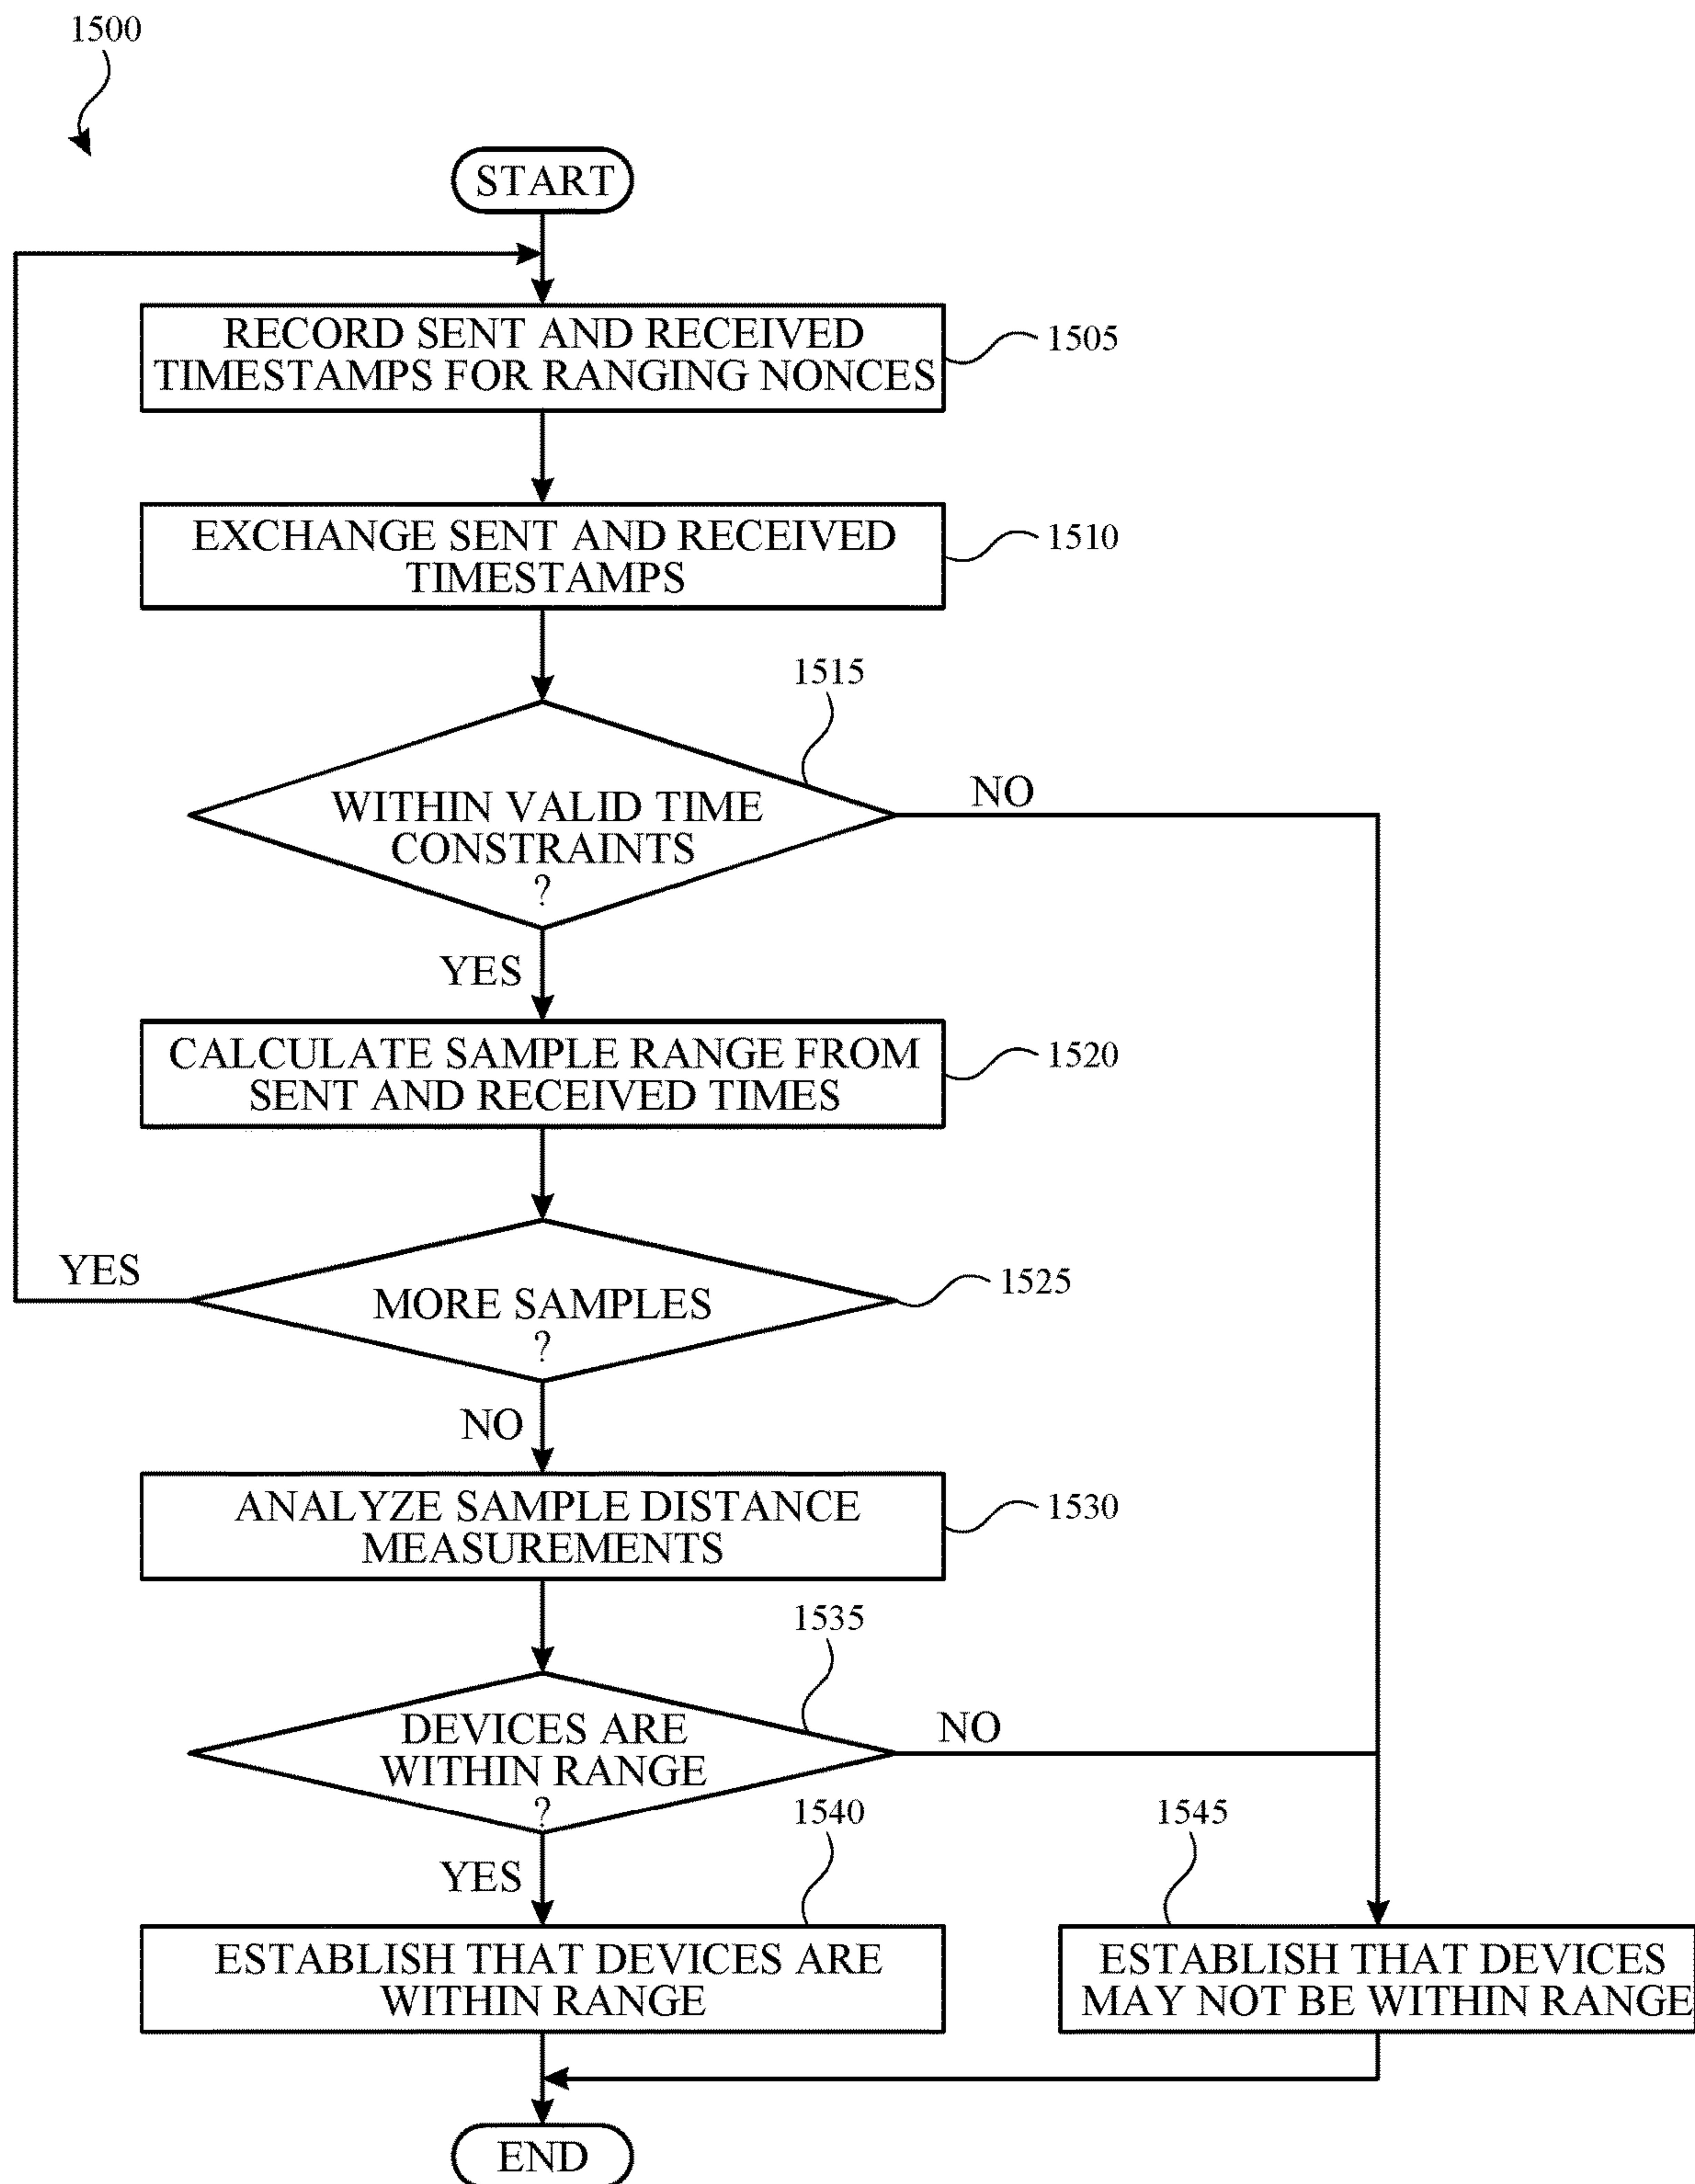 1500
START
RECORD SENT AND RECEIVED
TIMESTAMPS FOR RANGING NONCES
1505
EXCHANGE SENT AND RECEIVED
TIMESTAMPS
1510
1515
WITHIN VALID TIME
CONSTRAINTS
?
NO
YES
CALCULATE SAMPLE RANGE FROM
SENT AND RECEIVED TIMES
1520
YES
MORE SAMPLES
?
1525
NO
ANALYZE SAMPLE DISTANCE
MEASUREMENTS
1530
1535
DEVICES ARE
WITHIN RANGE
?
NO
YES
1540
1545
ESTABLISH THAT DEVICES ARE
WITHIN RANGE
ESTABLISH THAT DEVICES
MAY NOT BE WITHIN RANGE
END